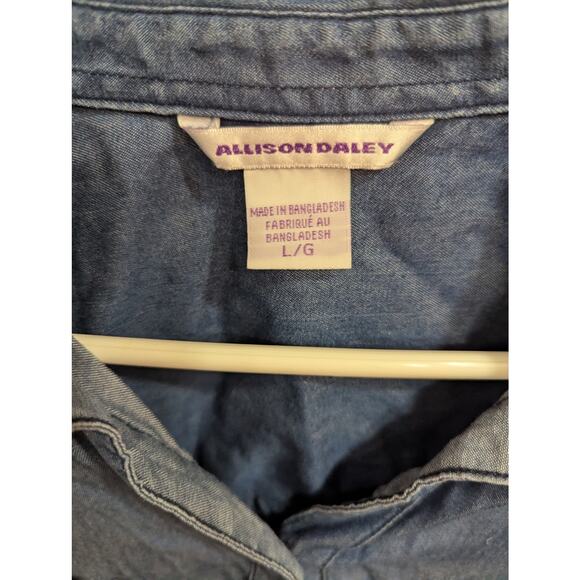 ALLISON DALEY
MADE IN BANGLADESH
FABRIQUÉ AU
BANGLADESH
L/G